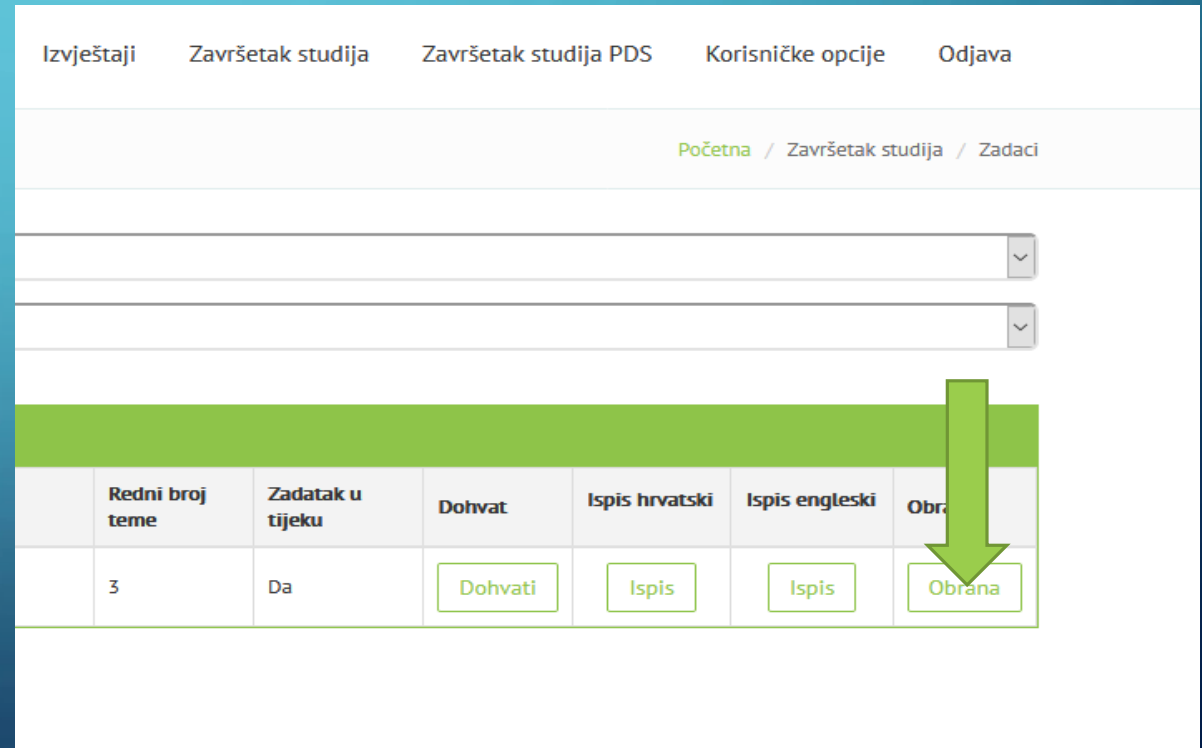 Izvještaji Završetak studija Završetak studija PDS Korisničke opcije Odjava
Početna / Završetak studija / Zadaci
Redni broj teme Zadatak u tijeku Dohvat Ispis hrvatski Ispis engleski
3 Da Dohvati Ispis Ispis Obrana